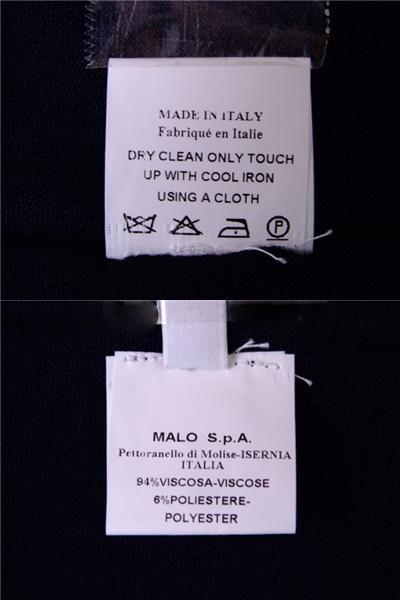 MADE IN ITALY
Fabriqué en Italie
DRY CLEAN ONLY TOUCH
UP WITH COOL IRON
USING A CLOTH
P
MALO S.p.A.
Pettoranello di Molise-ISERNIA
ITALIA
94%VISCOSA-VISCOSE
6%POLIESTERE-
POLYESTER